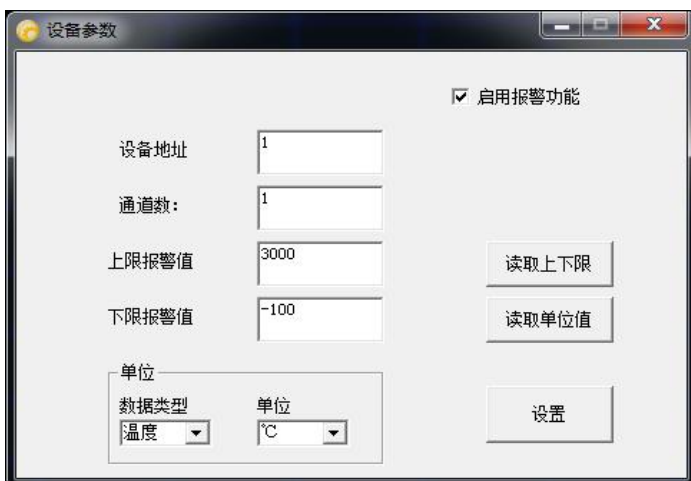 设备参数
启用报警功能
设备地址 1
通道数： 1
上限报警值 3000 读取上下限
下限报警值 -100 读取单位值
单位
数据类型 单位
温度 ℃ 设置